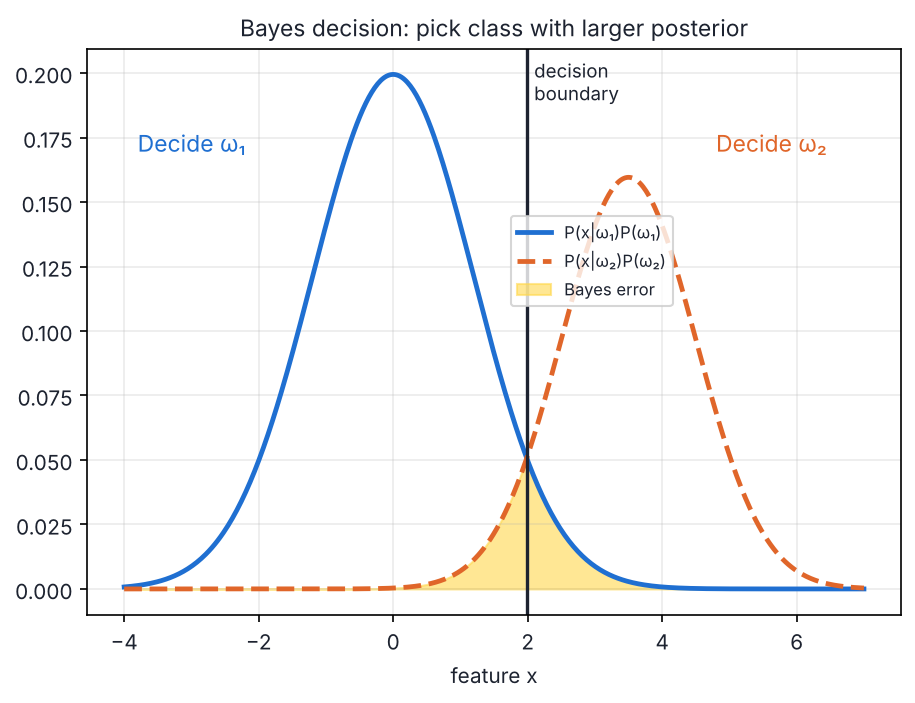 Bayes decision: pick class with larger posterior
0.200
0.175
0.150
0.125
0.100
0.075
0.050
0.025
0.000
decision
boundary
Decide ω₁
Decide ω₂
P(x|ω₁)P(ω₁)
P(x|ω₂)P(ω₂)
Bayes error
−4
−2
0
2
4
6
feature x